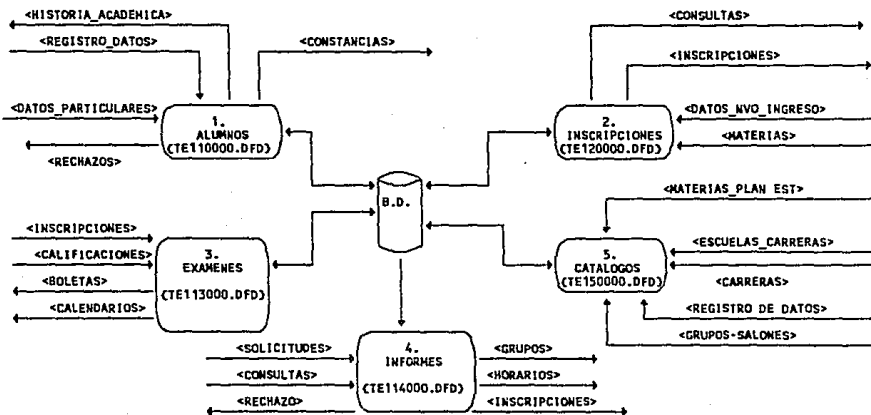 <HISTORIA_ACADEMICA>
<REGISTRO_DATOS>
<CONSTANCIAS>
<DATOS_PARTICULARES>
1.
ALUMNOS
(TE110000.DFD)
<RECHAZOS>
<CONSULTAS>
<INSCRIPCIONES>
2.
INSCRIPCIONES
(TE120000.DFD)
<DATOS_NVO_INGRESO>
<MATERIAS>
B.D.
<INSCRIPCIONES>
<CALIFICACIONES>
<BOLETAS>
<CALENDARIOS>
3.
EXAMENES
(TE113000.DFD)
<MATERIAS_PLAN EST>
5.
CATALOGOS
(TE150000.DFD)
<ESCUELAS_CARRERAS>
<CARRERAS>
<REGISTRO DE DATOS>
<GRUPOS-SALONES>
<SOLICITUDES>
<CONSULTAS>
<RECHAZO>
4.
INFORMES
(TE114000.DFD)
<GRUPOS>
<HORARIOS>
<INSCRIPCIONES>